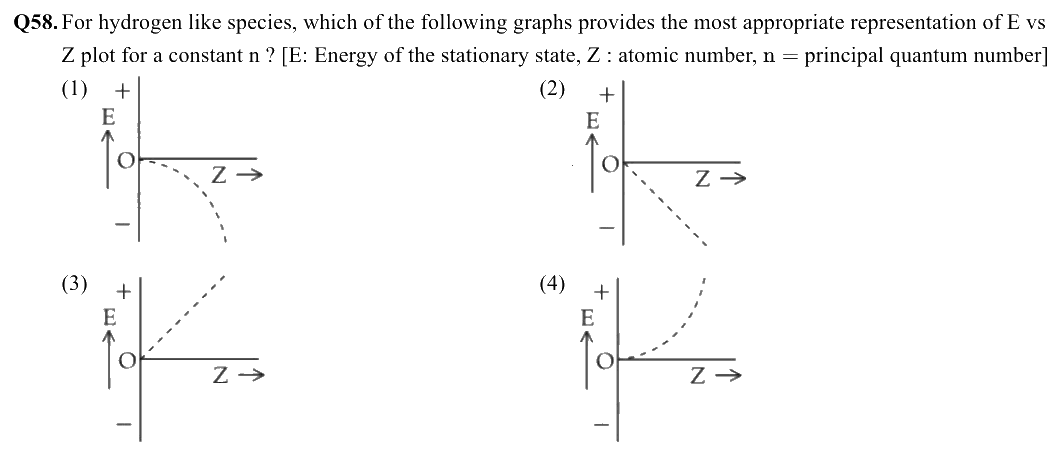 Q58. For hydrogen like species, which of the following graphs provides the most appropriate representation of E vs
Z plot for a constant n ? [E: Energy of the stationary state, Z : atomic number, n = principal quantum number]
(1) + E O Z → −
(2) + E O Z → −
(3) + E O Z → −
(4) + E O Z → −